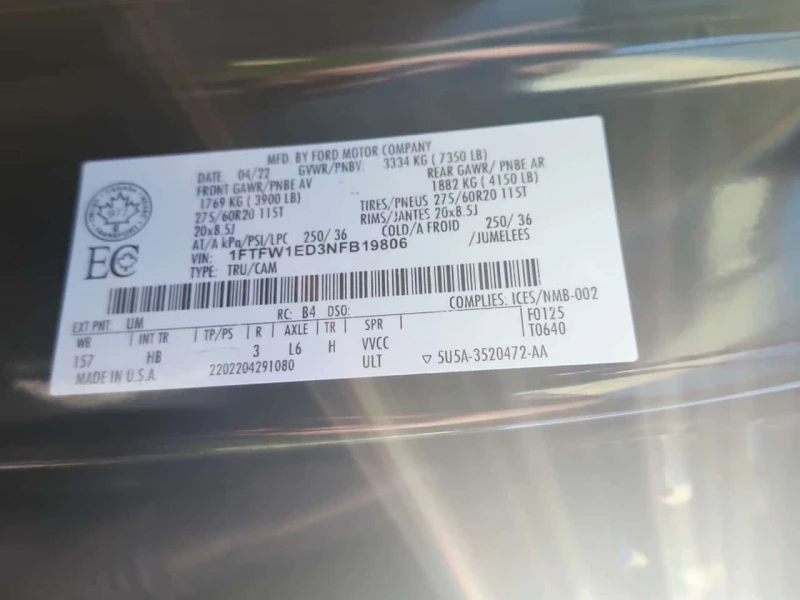 MFD. BY FORD MOTOR COMPANY
DATE: 04/22 GVWR/PNBV: 3334 KG ( 7350 LB)
FRONT GAWR/PNBE AV REAR GAWR/ PNBE AR
1769 KG ( 3900 LB) 1882 KG ( 4150 LB)
275/60R20 115T TIRES/PNEUS 275/60R20 115T
20x8.5J RIMS/JANTES 20x8.5J
AT/A kPa/PSI/LPC 250/ 36 COLD/A FROID 250/ 36
VIN: 1FTFW1ED3NFB19806 /JUMELEES
TYPE: TRU/CAM
CANADA
EC
COMPLIES: ICES/NMB-002
EXT PNT: UM RC: B4 DSO: F0125
WB INT TR TP/PS R AXLE TR SPR T0640
157 HB 3 L6 H VVCC
MADE IN U.S.A. 2202204291080 ULT ▽ 5U5A-3520472-AA